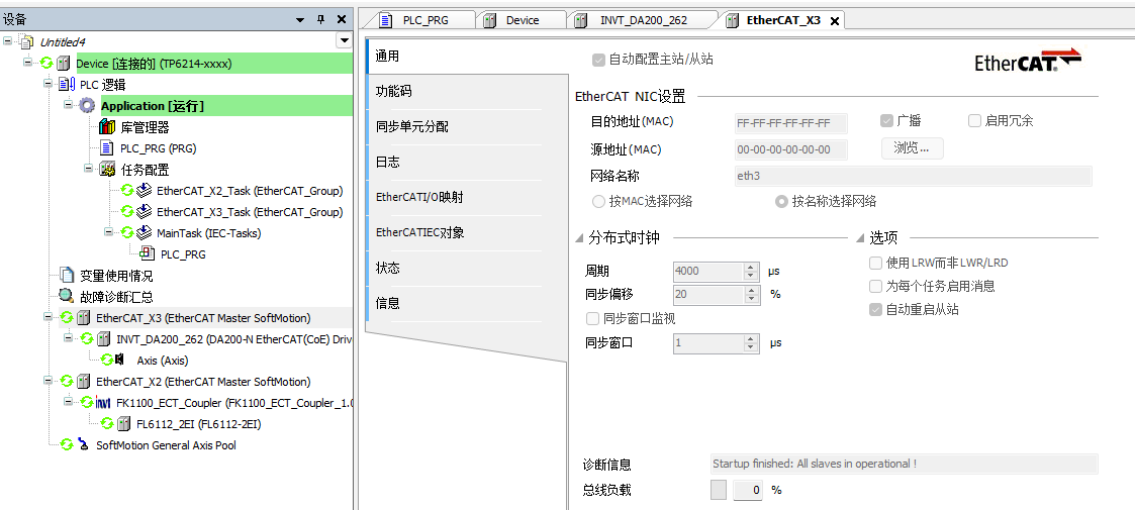 设备
Untitled4
Device [连接的] (TP6214-xxxx)
PLC 逻辑
Application [运行]
库管理器
PLC_PRG (PRG)
任务配置
EtherCAT_X2_Task (EtherCAT_Group)
EtherCAT_X3_Task (EtherCAT_Group)
MainTask (IEC-Tasks)
PLC_PRG
变量使用情况
故障诊断汇总
EtherCAT_X3 (EtherCAT Master SoftMotion)
INVT_DA200_262 (DA200-N EtherCAT(CoE) Driv
Axis (Axis)
EtherCAT_X2 (EtherCAT Master SoftMotion)
invt FK1100_ECT_Coupler (FK1100_ECT_Coupler_1.0
FL6112_2EI (FL6112-2EI)
SoftMotion General Axis Pool
PLC_PRG Device INVT_DA200_262 EtherCAT_X3
通用
功能码
同步单元分配
日志
EtherCATI/O映射
EtherCATIEC对象
状态
信息
自动配置主站/从站
EtherCAT
EtherCAT NIC设置
目的地址(MAC) FF-FF-FF-FF-FF-FF 广播 启用冗余
源地址(MAC) 00-00-00-00-00-00 浏览...
网络名称 eth3
按MAC选择网络 按名称选择网络
分布式时钟 选项
周期 4000 µs 使用LRW而非LWR/LRD
同步偏移 20 % 为每个任务启用消息
同步窗口监视 自动重启从站
同步窗口 1 µs
诊断信息 Startup finished: All slaves in operational !
总线负载 0 %